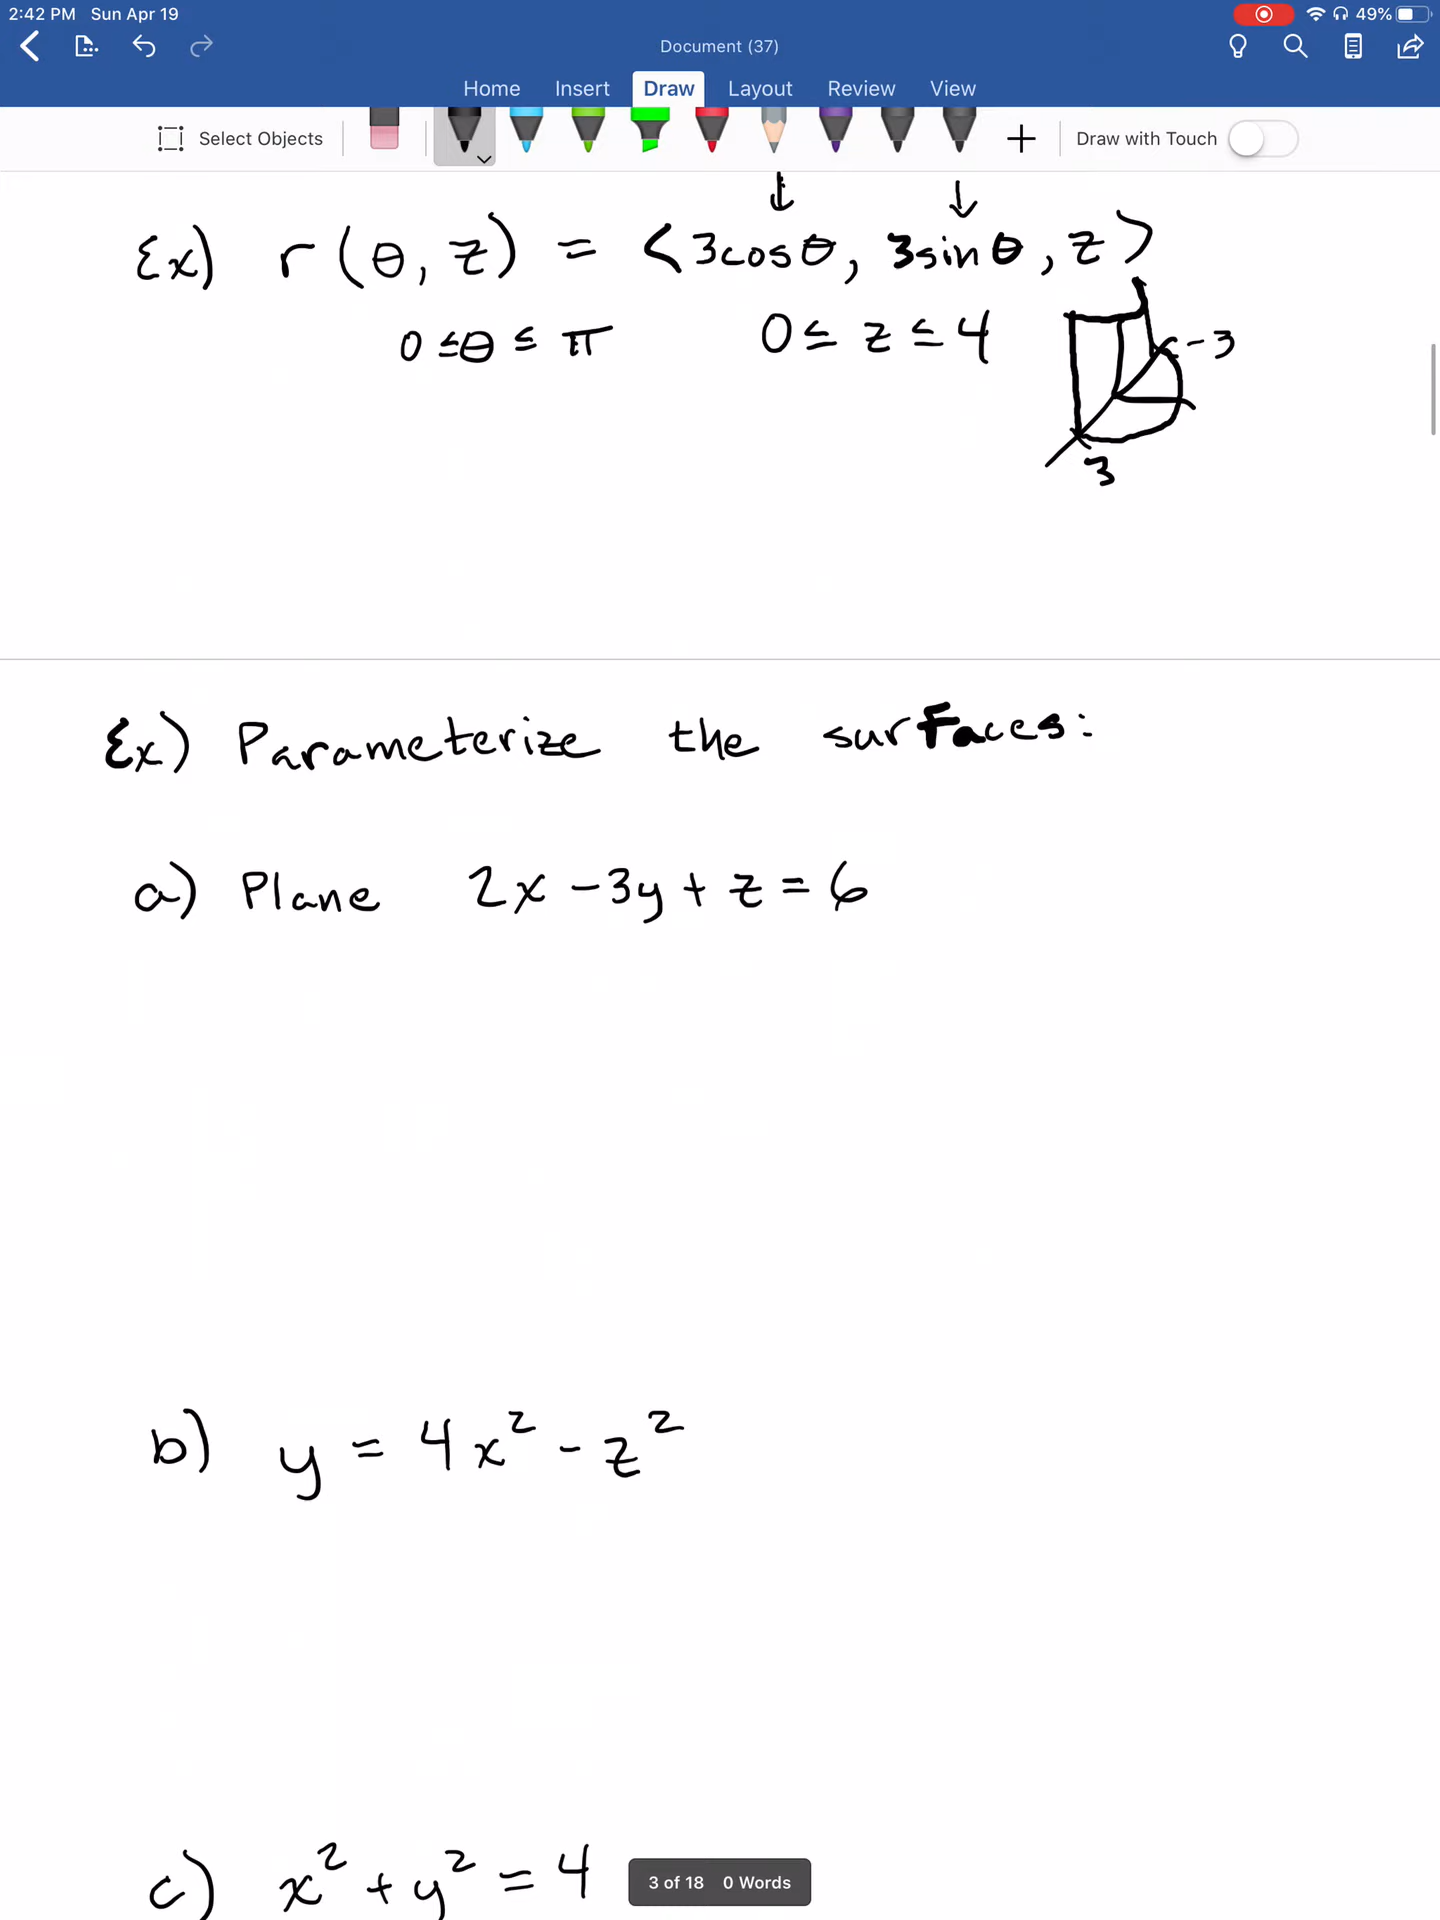 2:42 PM Sun Apr 19
49%
Document (37)
Home Insert Draw Layout Review View
Select Objects
Draw with Touch
Ex) r(θ, z) = <3cosθ, 3sinθ, z>
0 ≤ θ ≤ π 0 ≤ z ≤ 4
-3
3
Ex) Parameterize the surfaces:
a) Plane 2x - 3y + z = 6
b) y = 4x² - z²
c) x² + y² = 4
3 of 18 0 Words